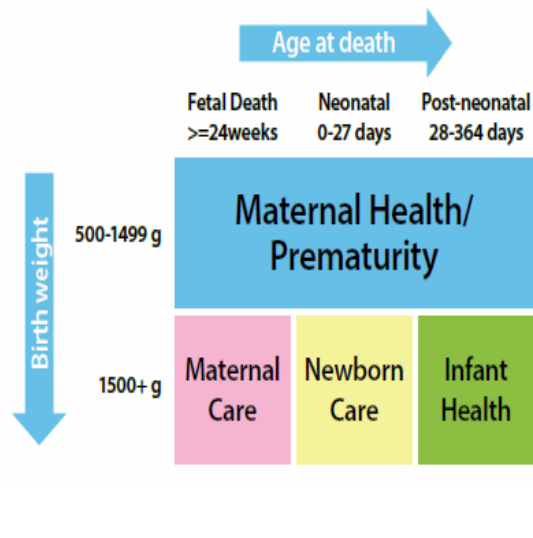 Age at death
Fetal Death Neonatal Post-neonatal
>=24weeks 0-27 days 28-364 days
Birth weight
500-1499 g
Maternal Health/
Prematurity
1500+ g
Maternal Newborn Infant
Care Care Health